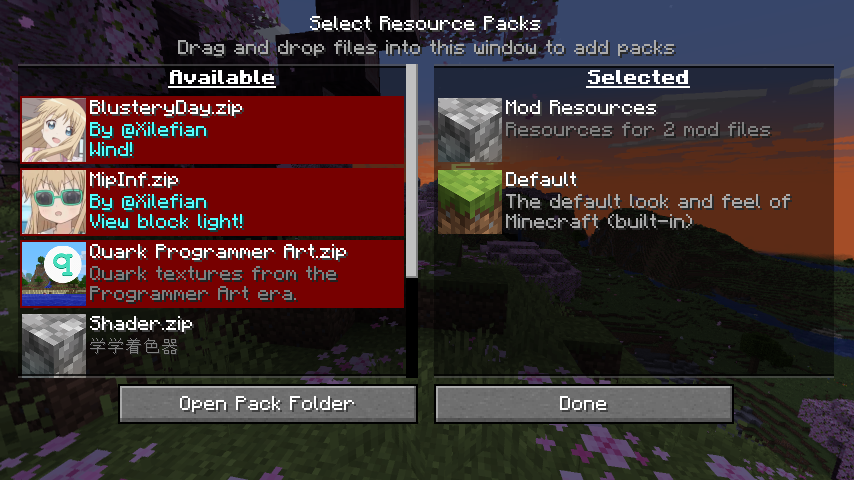 Select Resource Packs
Drag and drop files into this window to add packs
Available
BlusteryDay.zip
By @Xilefian
Wind!
MipInf.zip
By @Xilefian
View block light!
Quark Programmer Art.zip
Quark textures from the
Programmer Art era.
Shader.zip
学学着色器
Selected
Mod Resources
Resources for 2 mod files
Default
The default look and feel of
Minecraft (built-in)
Open Pack Folder
Done